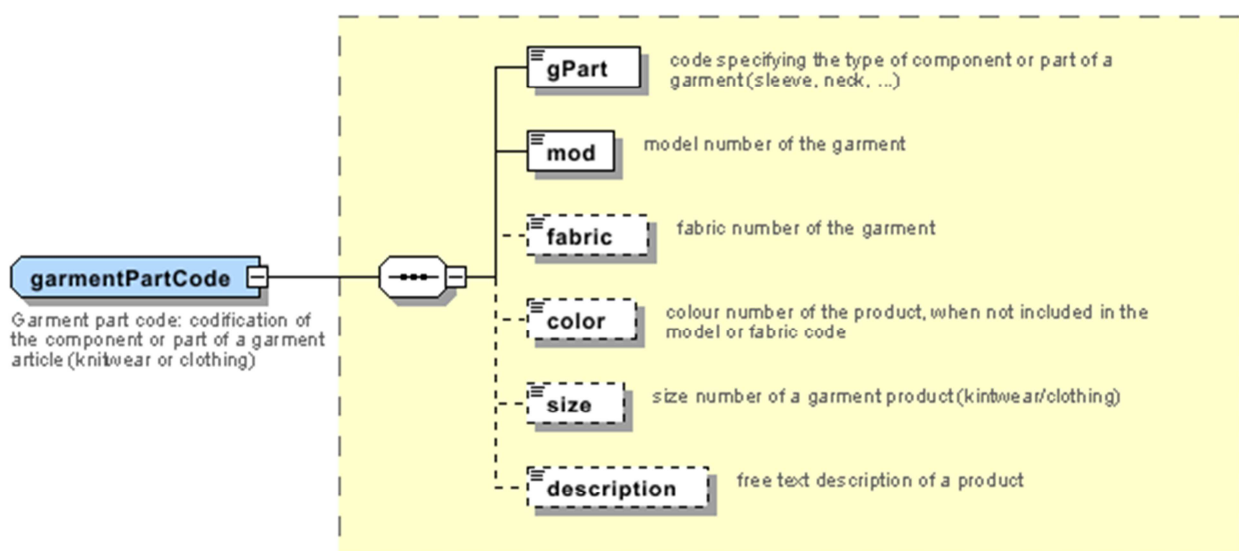 gPart
code specifying the type of component or part of a
garment (sleeve, neck, ...)
mod
model number of the garment
fabric
fabric number of the garment
garmentPartCode
Garment part code: codification of
the component or part of a garment
article (knitwear or clothing)
color
colour number of the product, when not included in the
model or fabric code
size
size number of a garment product (kintwear/clothing)
description
free text description of a product